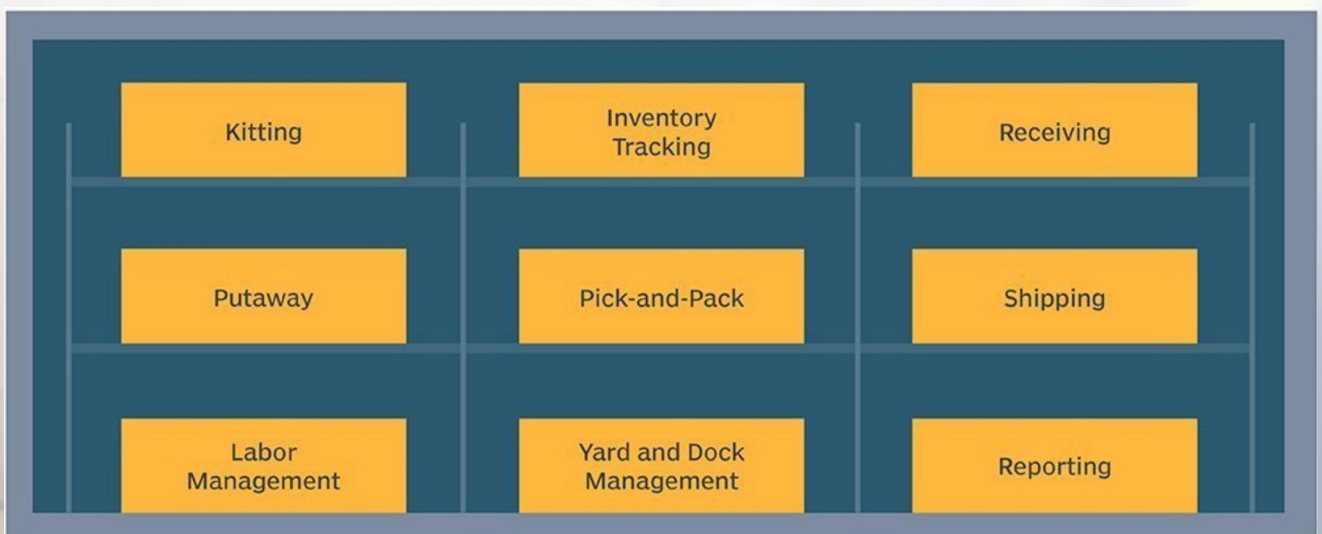 Kitting
Inventory
Tracking
Receiving
Putaway
Pick-and-Pack
Shipping
Labor
Management
Yard and Dock
Management
Reporting